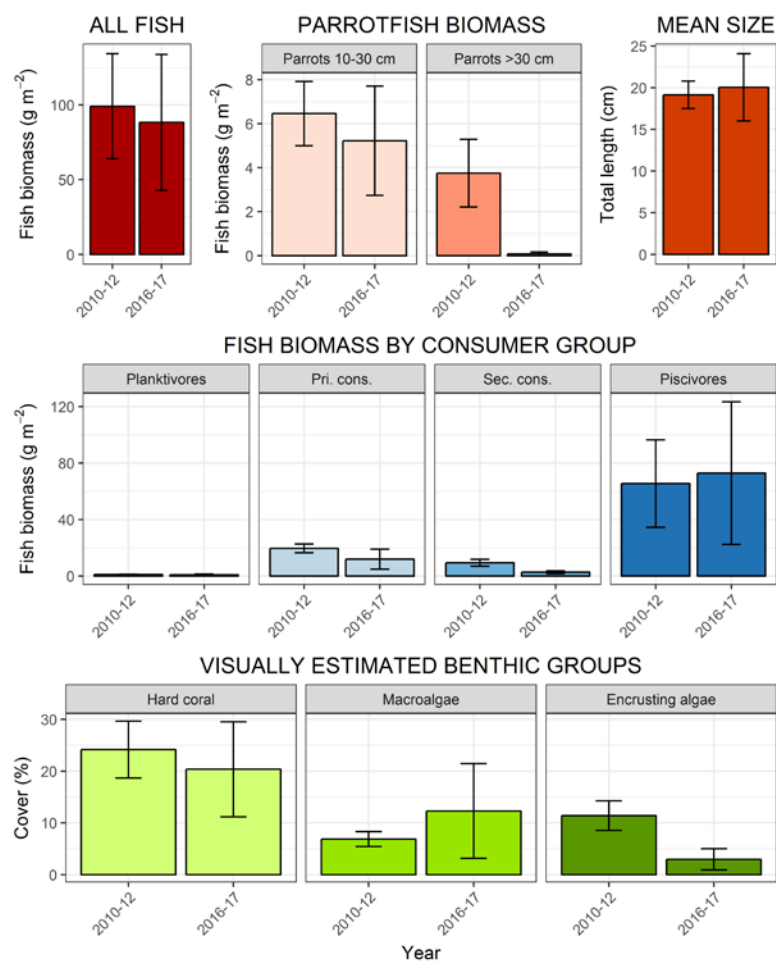 ALL FISH
PARROTFISH BIOMASS
MEAN SIZE
Parrots 10-30 cm
Parrots >30 cm
Fish biomass (g m⁻²)
100
50
0
2010-12
2016-17
Fish biomass (g m⁻²)
8
6
4
2
0
2010-12
2016-17
2010-12
2016-17
Total length (cm)
25
20
15
10
5
0
2010-12
2016-17
FISH BIOMASS BY CONSUMER GROUP
Planktivores
Pri. cons.
Sec. cons.
Piscivores
Fish biomass (g m⁻²)
120
80
40
0
2010-12
2016-17
2010-12
2016-17
2010-12
2016-17
2010-12
2016-17
VISUALLY ESTIMATED BENTHIC GROUPS
Hard coral
Macroalgae
Encrusting algae
Cover (%)
30
20
10
0
2010-12
2016-17
2010-12
2016-17
2010-12
2016-17
Year